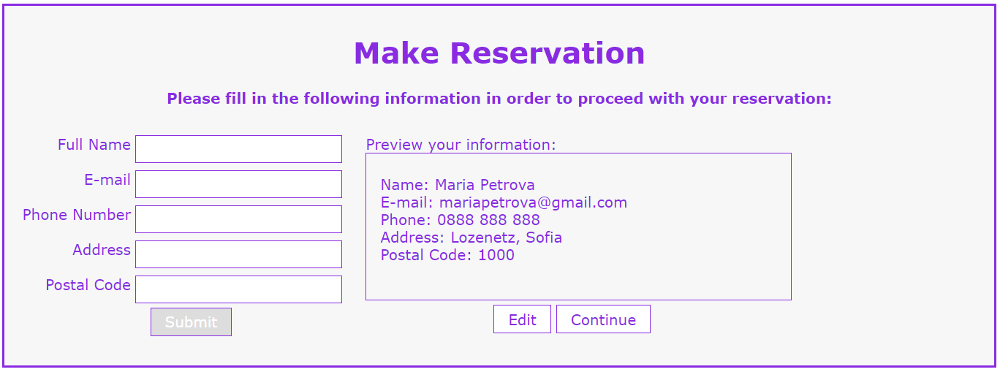 Make Reservation
Please fill in the following information in order to proceed with your reservation:
Full Name
E-mail
Phone Number
Address
Postal Code
Submit
Preview your information:
Name: Maria Petrova
E-mail: mariapetrova@gmail.com
Phone: 0888 888 888
Address: Lozenetz, Sofia
Postal Code: 1000
Edit
Continue